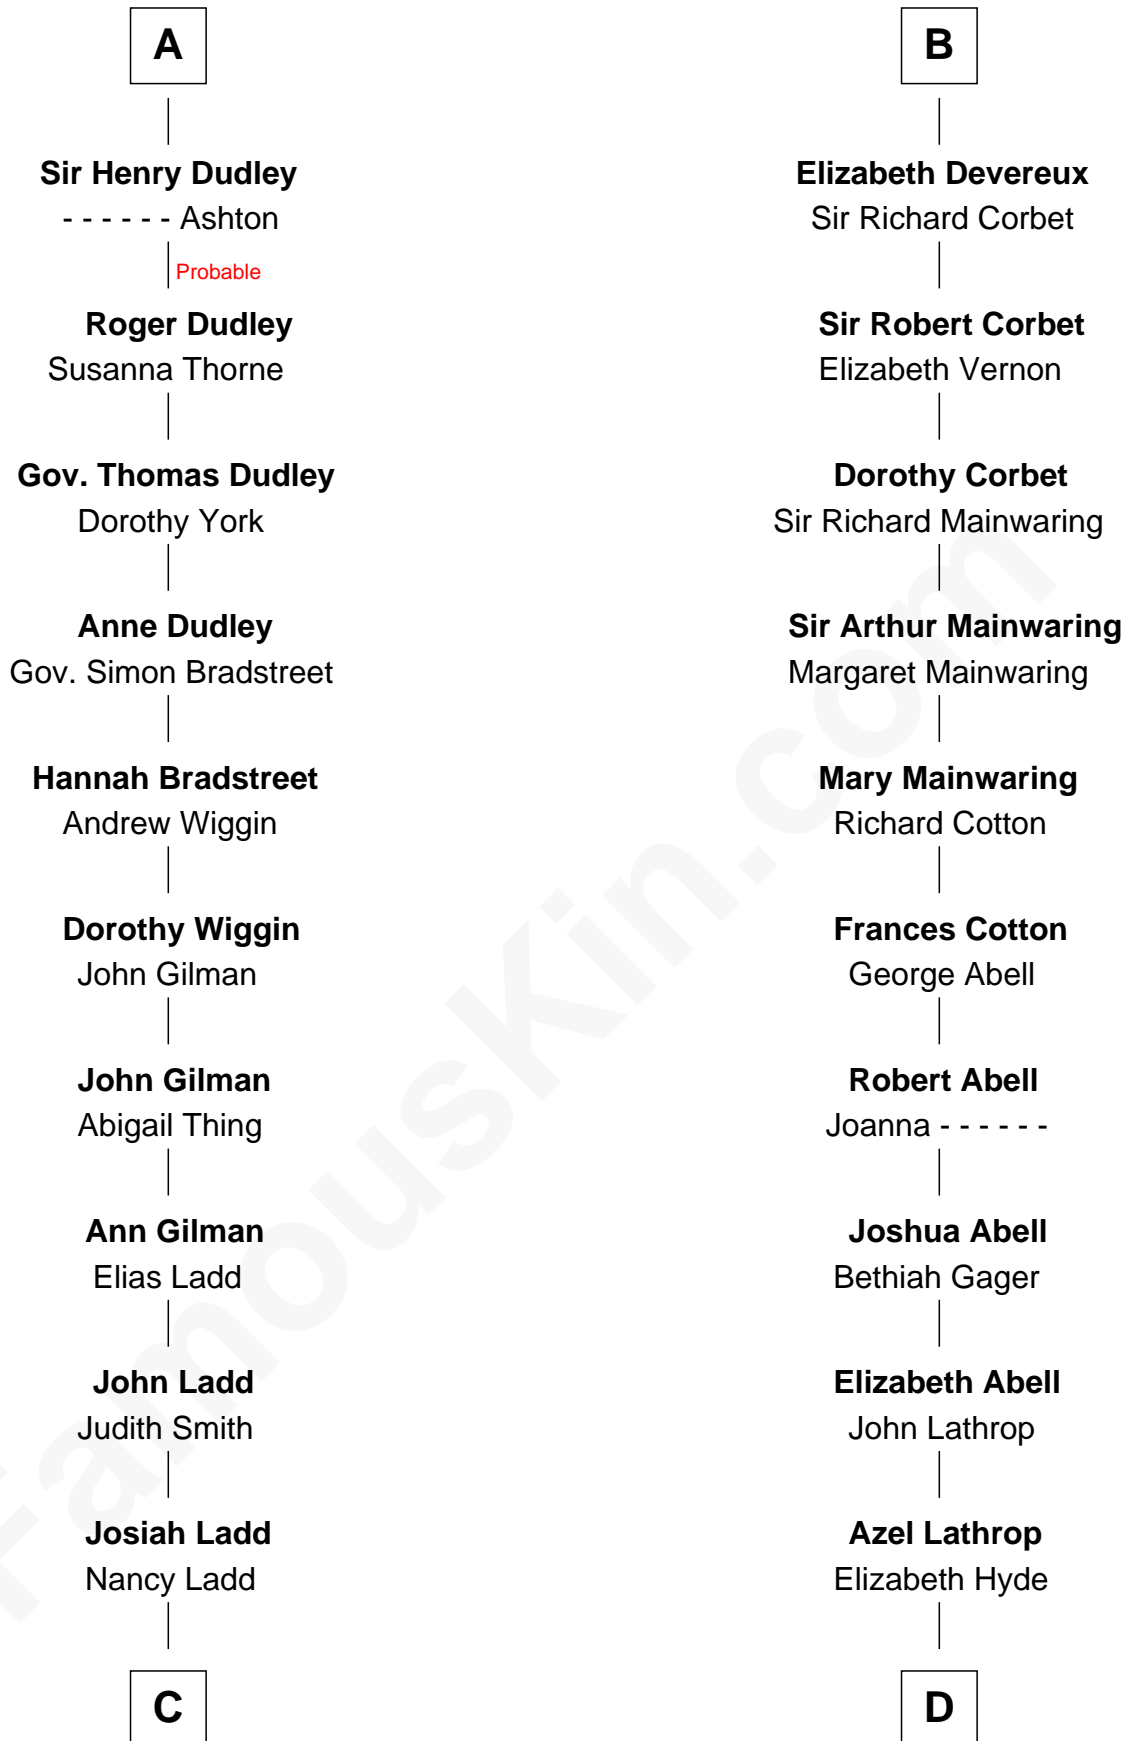 A
Sir Henry Dudley
- - - - - - Ashton
Probable
Roger Dudley
Susanna Thorne
Gov. Thomas Dudley
Dorothy York
Anne Dudley
Gov. Simon Bradstreet
Hannah Bradstreet
Andrew Wiggin
Dorothy Wiggin
John Gilman
John Gilman
Abigail Thing
Ann Gilman
Elias Ladd
John Ladd
Judith Smith
Josiah Ladd
Nancy Ladd
C
B
Elizabeth Devereux
Sir Richard Corbet
Sir Robert Corbet
Elizabeth Vernon
Dorothy Corbet
Sir Richard Mainwaring
Sir Arthur Mainwaring
Margaret Mainwaring
Mary Mainwaring
Richard Cotton
Frances Cotton
George Abell
Robert Abell
Joanna - - - - - -
Joshua Abell
Bethiah Gager
Elizabeth Abell
John Lathrop
Azel Lathrop
Elizabeth Hyde
D
FamousKin.com